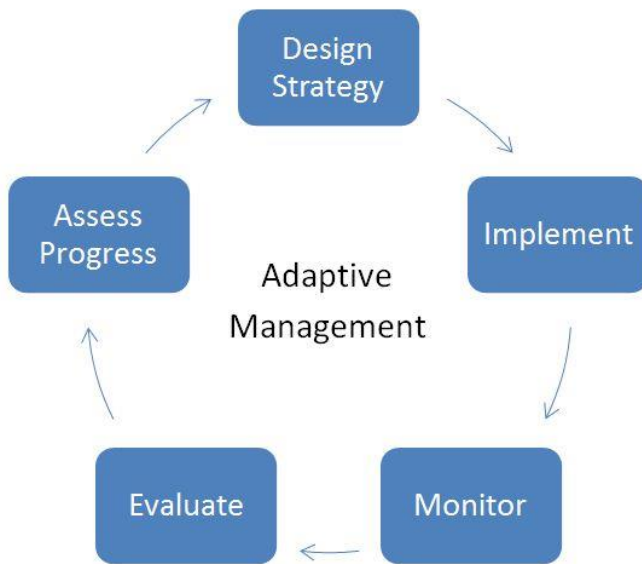 Design
Strategy
Implement
Monitor
Evaluate
Assess
Progress
Adaptive
Management